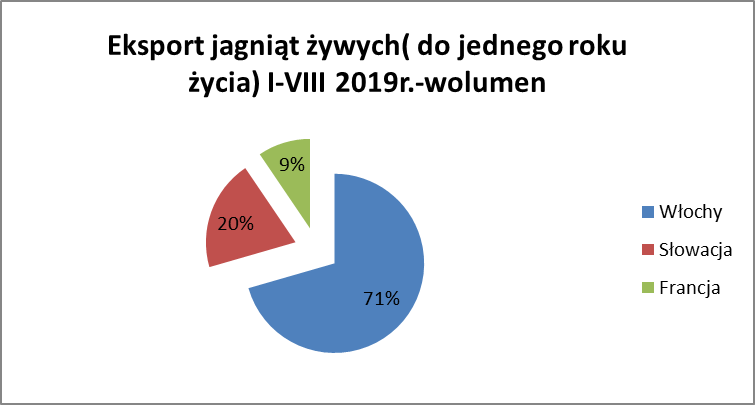 Eksport jagniąt żywych( do jednego roku
życia) I-VIII 2019r.-wolumen
9%
20%
71%
Włochy
Słowacja
Francja